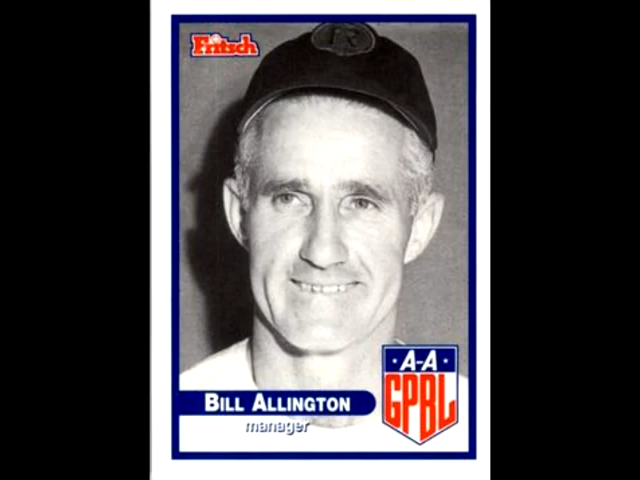 Fritsch
R
BILL ALLINGTON
manager
A-A
GPBL